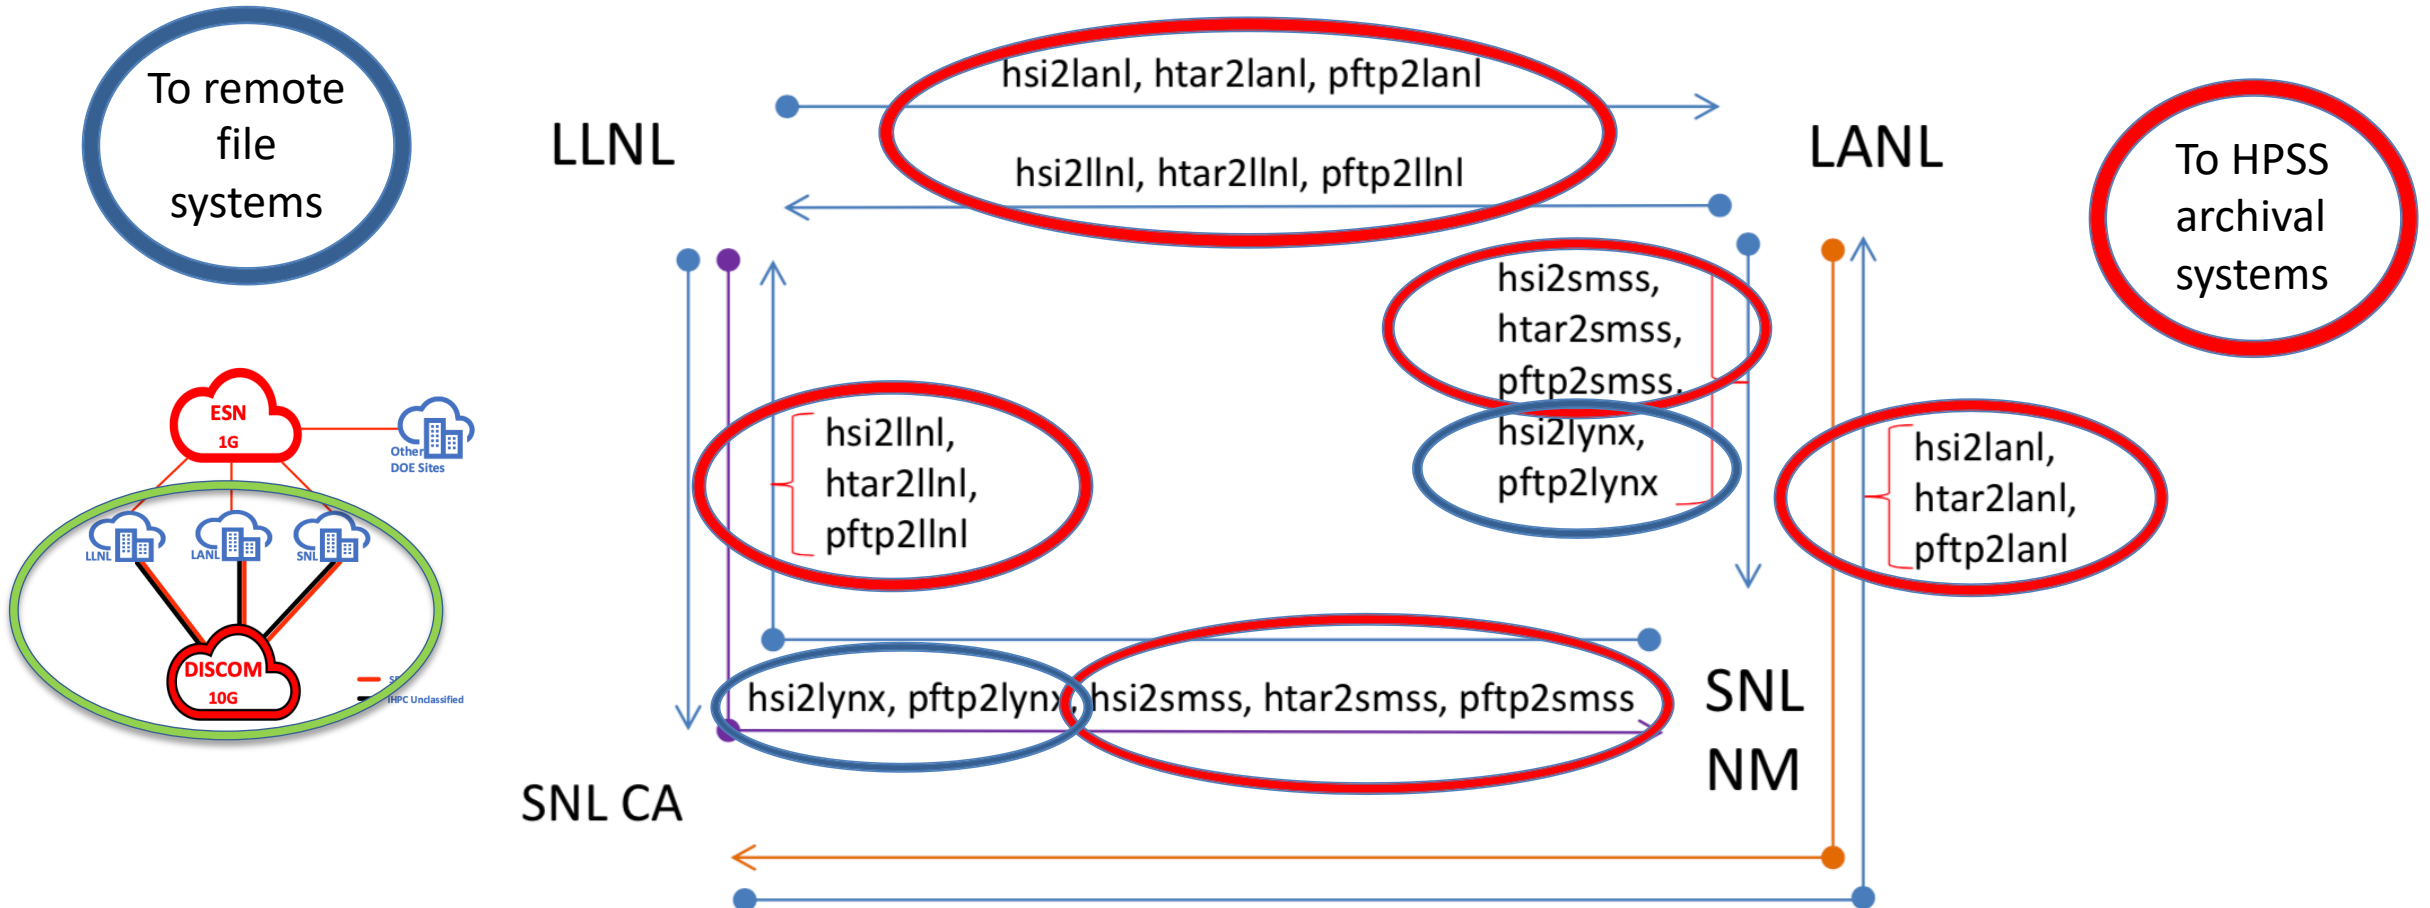 To remote
file
systems
hsi2lanl, htar2lanl, pftp2lanl
LLNL
hsi2llnl, htar2llnl, pftp2llnl
LANL
To HPSS
archival
systems
hsi2smss,
htar2smss,
pftp2smss,
hsi2lynx,
pftp2lynx
ESN
1G
Other
DOE Sites
hsi2llnl,
htar2llnl,
pftp2llnl
hsi2lanl,
htar2lanl,
pftp2lanl
LLNL
LANL
SNL
DISCOM
10G
IHPC Unclassified
hsi2lynx, pftp2lynx, hsi2smss, htar2smss, pftp2smss
SNL
NM
SNL CA